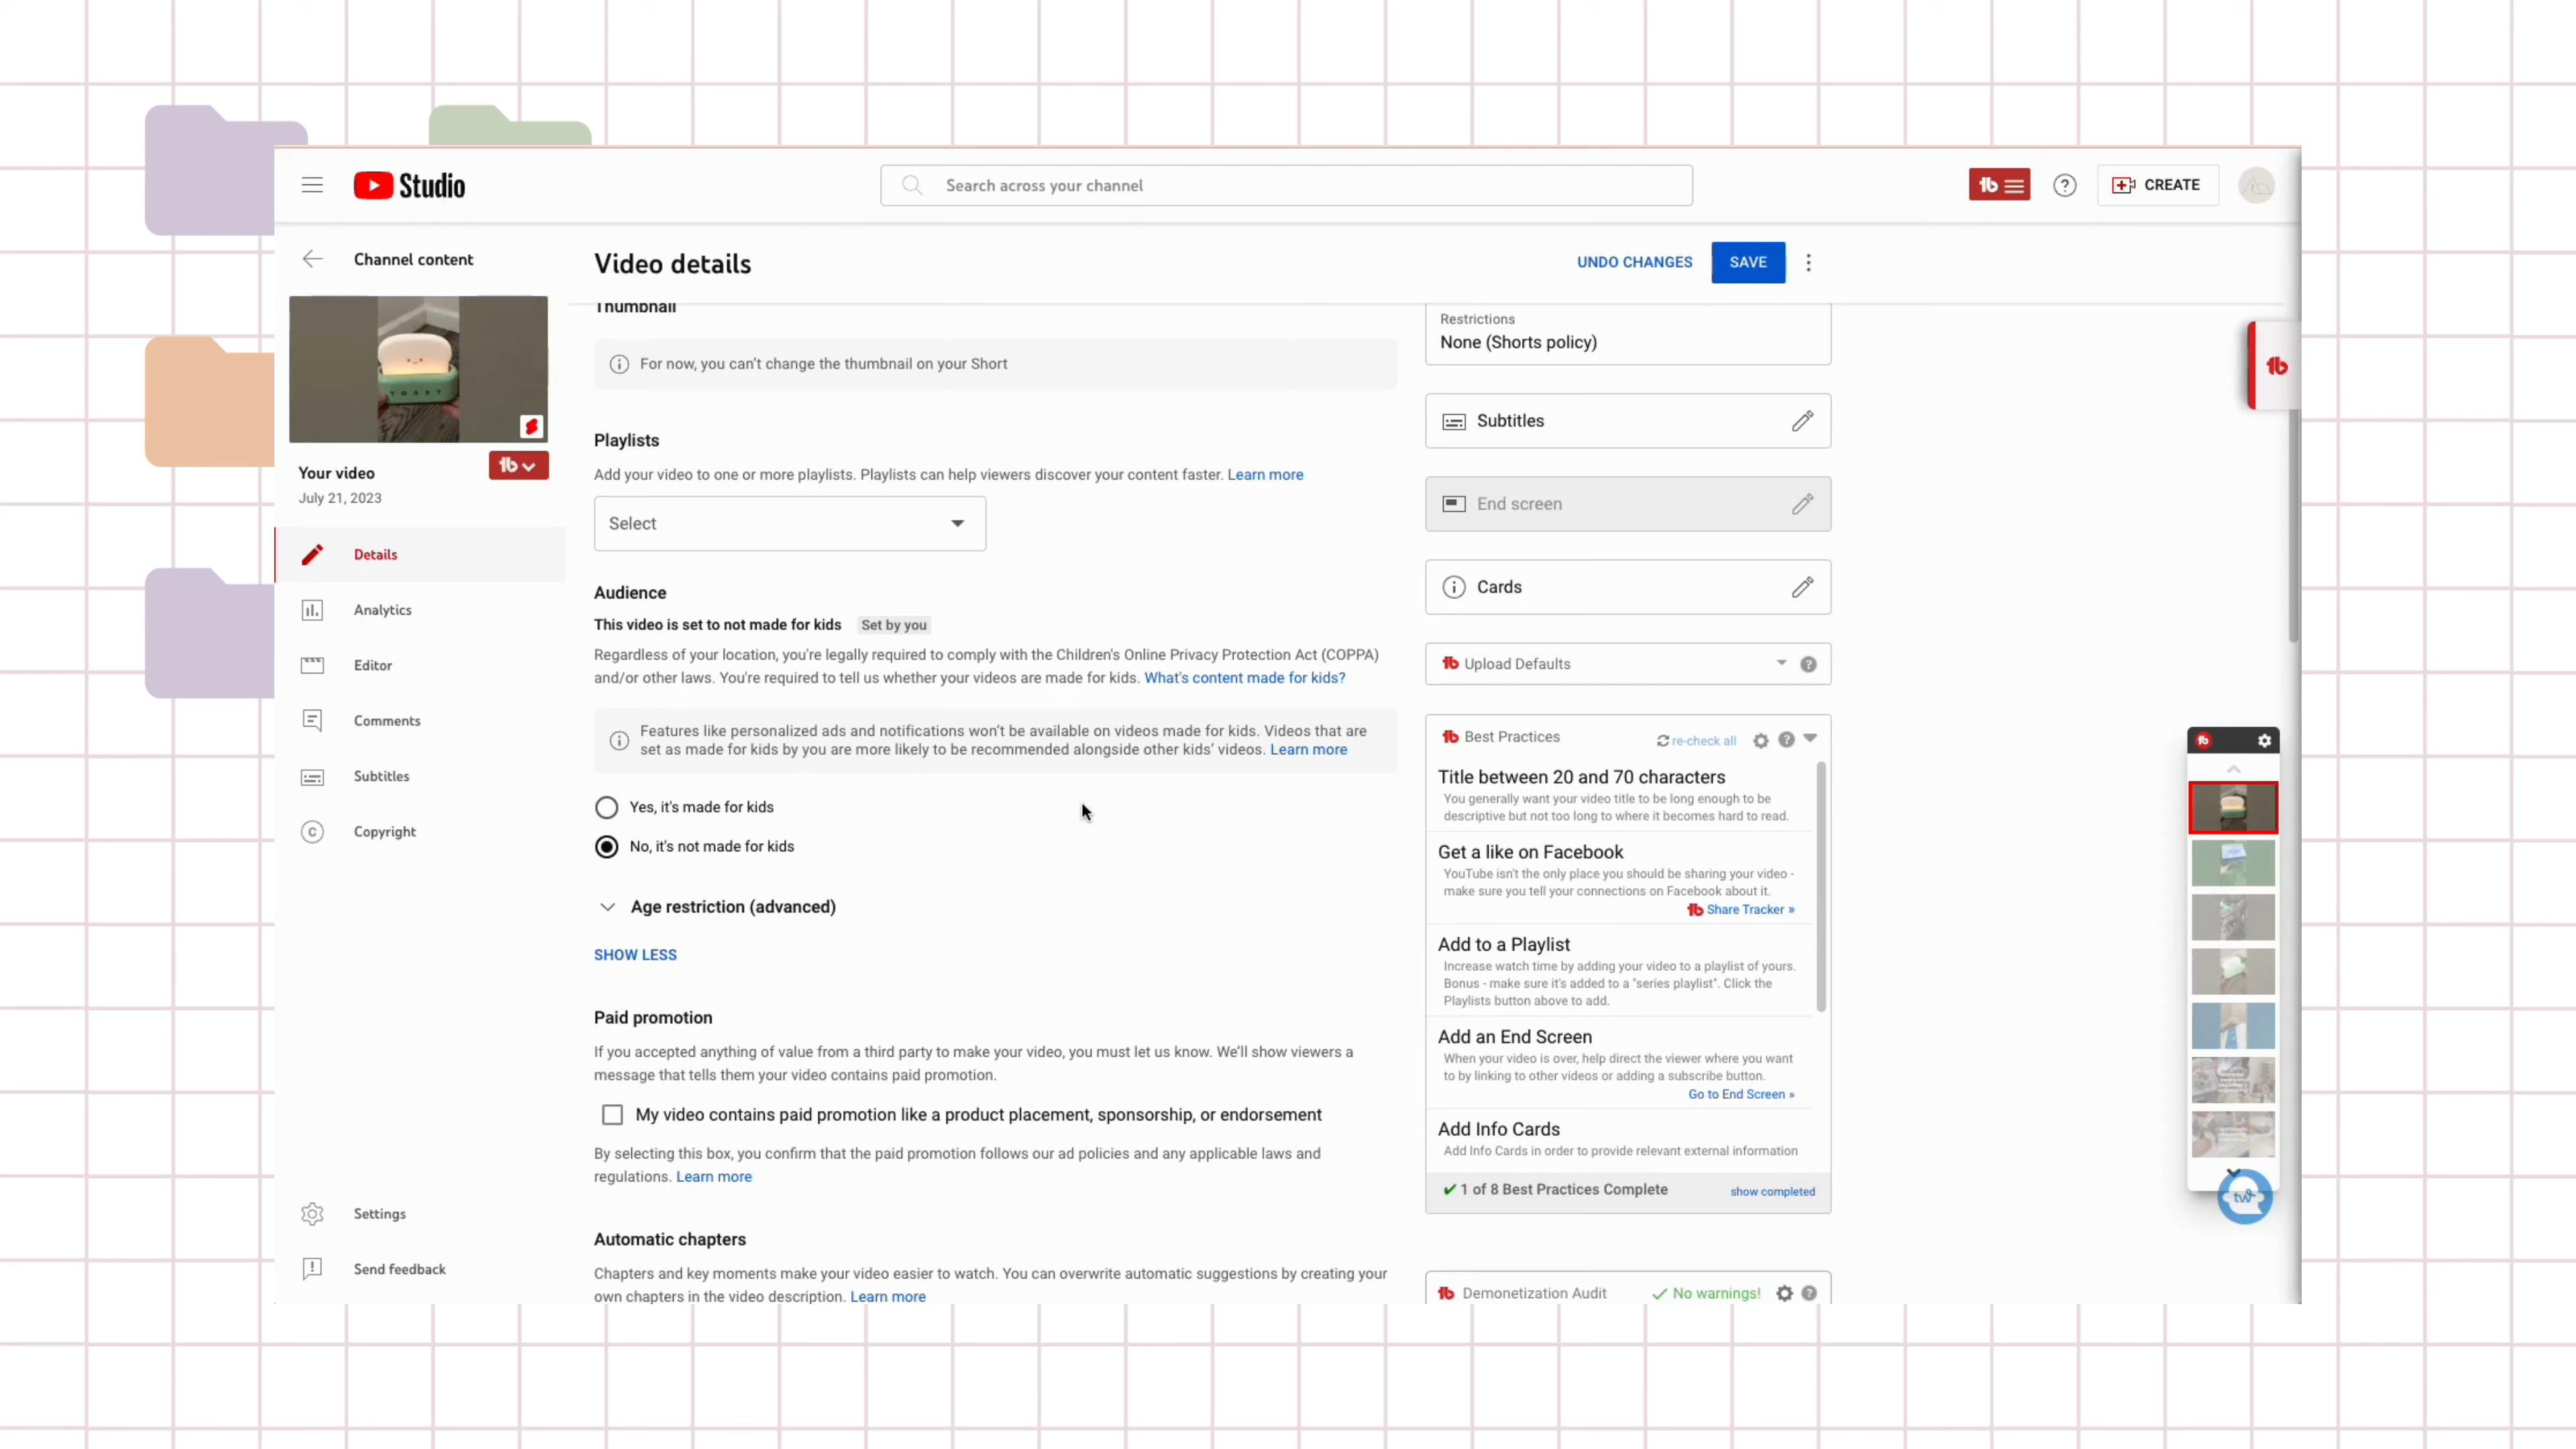 Studio
Search across your channel
CREATE
Channel content
Video details
UNDO CHANGES
SAVE
TOAST
Your video
July 21, 2023
Details
Analytics
Editor
Comments
Subtitles
Copyright
Settings
Send feedback
Thumbnail
For now, you can't change the thumbnail on your Short
Playlists
Add your video to one or more playlists. Playlists can help viewers discover your content faster. Learn more
Select
Audience
This video is set to not made for kids Set by you
Regardless of your location, you're legally required to comply with the Children's Online Privacy Protection Act (COPPA)
and/or other laws. You're required to tell us whether your videos are made for kids. What's content made for kids?
Features like personalized ads and notifications won't be available on videos made for kids. Videos that are
set as made for kids by you are more likely to be recommended alongside other kids' videos. Learn more
Yes, it's made for kids
No, it's not made for kids
Age restriction (advanced)
SHOW LESS
Paid promotion
If you accepted anything of value from a third party to make your video, you must let us know. We'll show viewers a
message that tells them your video contains paid promotion.
My video contains paid promotion like a product placement, sponsorship, or endorsement
By selecting this box, you confirm that the paid promotion follows our ad policies and any applicable laws and
regulations. Learn more
Automatic chapters
Chapters and key moments make your video easier to watch. You can overwrite automatic suggestions by creating your
own chapters in the video description. Learn more
Restrictions
None (Shorts policy)
Subtitles
End screen
Cards
Upload Defaults
Best Practices
re-check all
Title between 20 and 70 characters
You generally want your video title to be long enough to be
descriptive but not too long to where it becomes hard to read.
Get a like on Facebook
YouTube isn't the only place you should be sharing your video -
make sure you tell your connections on Facebook about it.
Share Tracker »
Add to a Playlist
Increase watch time by adding your video to a playlist of yours.
Bonus - make sure it's added to a "series playlist". Click the
Playlists button above to add.
Add an End Screen
When your video is over, help direct the viewer where you want
to by linking to other videos or adding a subscribe button.
Go to End Screen »
Add Info Cards
Add Info Cards in order to provide relevant external information
1 of 8 Best Practices Complete
show completed
Demonetization Audit
No warnings!
tw